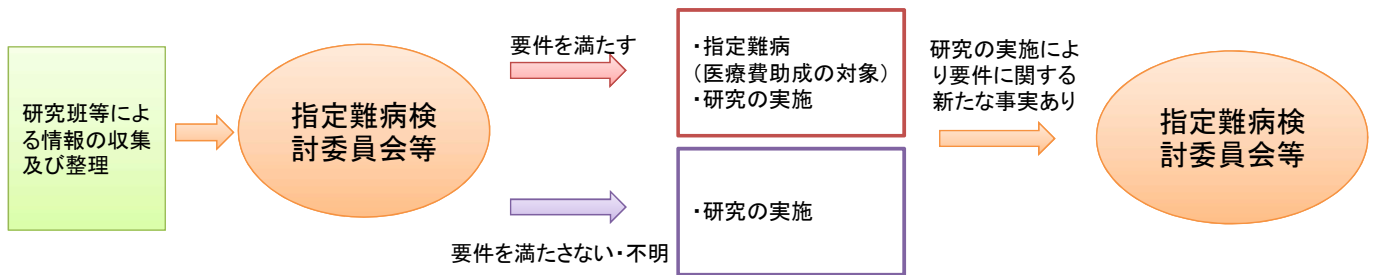 研究班等によ
る情報の収集
及び整理
指定難病検
討委員会等
要件を満たす
要件を満たさない・不明
・指定難病
（医療費助成の対象）
・研究の実施
・研究の実施
研究の実施によ
り要件に関する
新たな事実あり
指定難病検
討委員会等